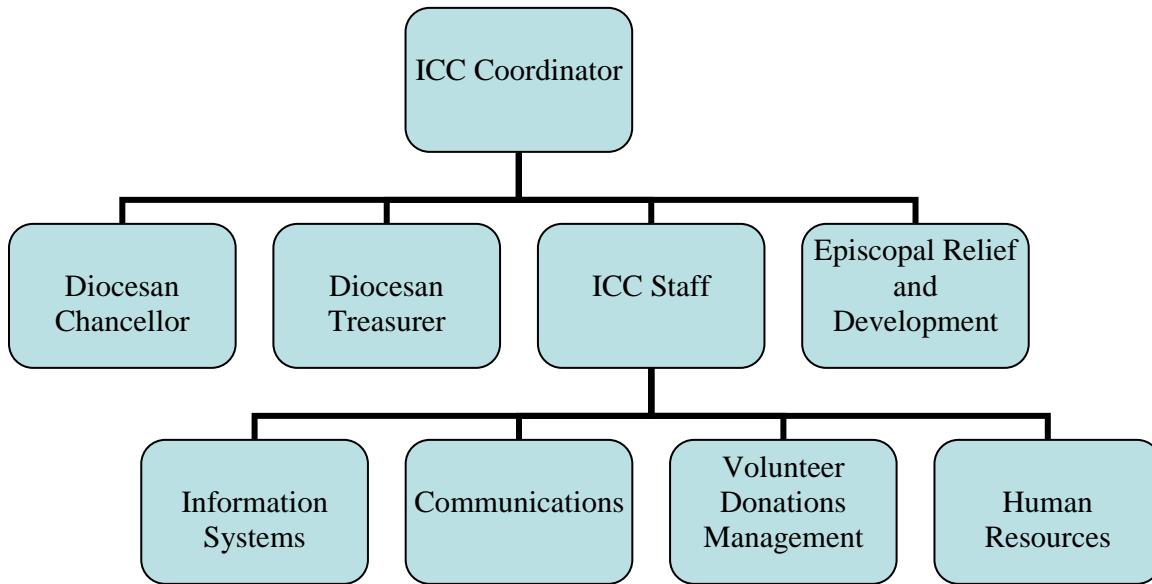 ICC Coordinator
Diocesan
Chancellor
Diocesan
Treasurer
ICC Staff
Episcopal Relief
and
Development
Information
Systems
Communications
Volunteer
Donations
Management
Human
Resources